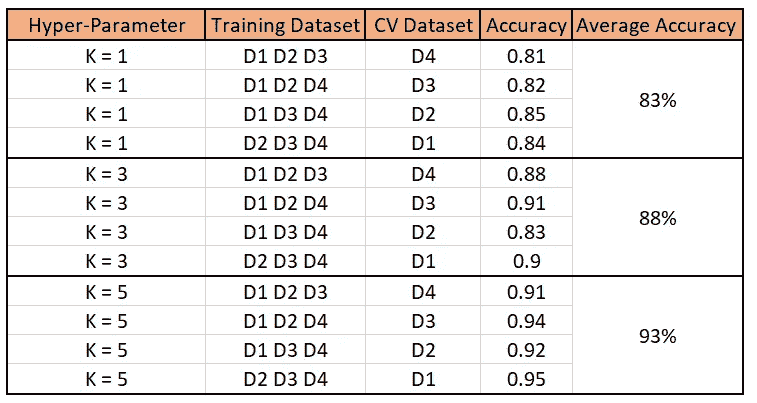 Hyper-Parameter Training Dataset CV Dataset Accuracy Average Accuracy
K = 1 D1 D2 D3 D4 0.81
K = 1 D1 D2 D4 D3 0.82
83%
K = 1 D1 D3 D4 D2 0.85
K = 1 D2 D3 D4 D1 0.84
K = 3 D1 D2 D3 D4 0.88
K = 3 D1 D2 D4 D3 0.91
88%
K = 3 D1 D3 D4 D2 0.83
K = 3 D2 D3 D4 D1 0.9
K = 5 D1 D2 D3 D4 0.91
K = 5 D1 D2 D4 D3 0.94
93%
K = 5 D1 D3 D4 D2 0.92
K = 5 D2 D3 D4 D1 0.95